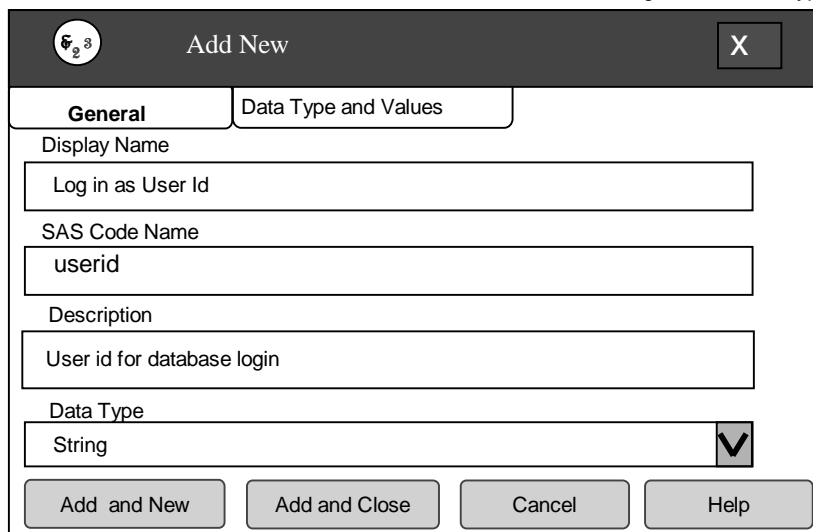 Add New
X
General
Data Type and Values
Display Name
Log in as User Id
SAS Code Name
userid
Description
User id for database login
Data Type
String
Add and New
Add and Close
Cancel
Help